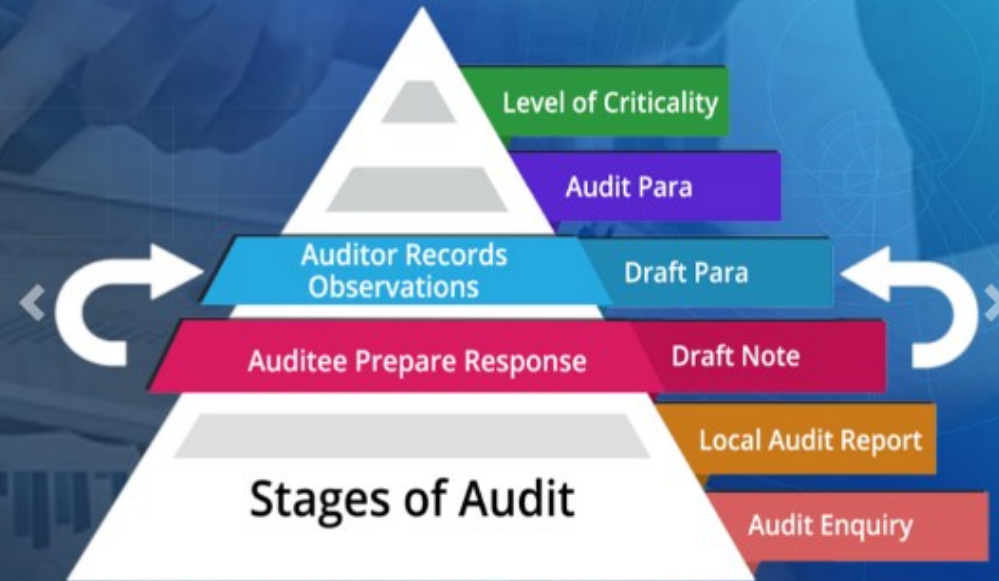 Level of Criticality
Audit Para
Auditor Records
Observations
Draft Para
Auditee Prepare Response
Draft Note
Local Audit Report
Stages of Audit
Audit Enquiry